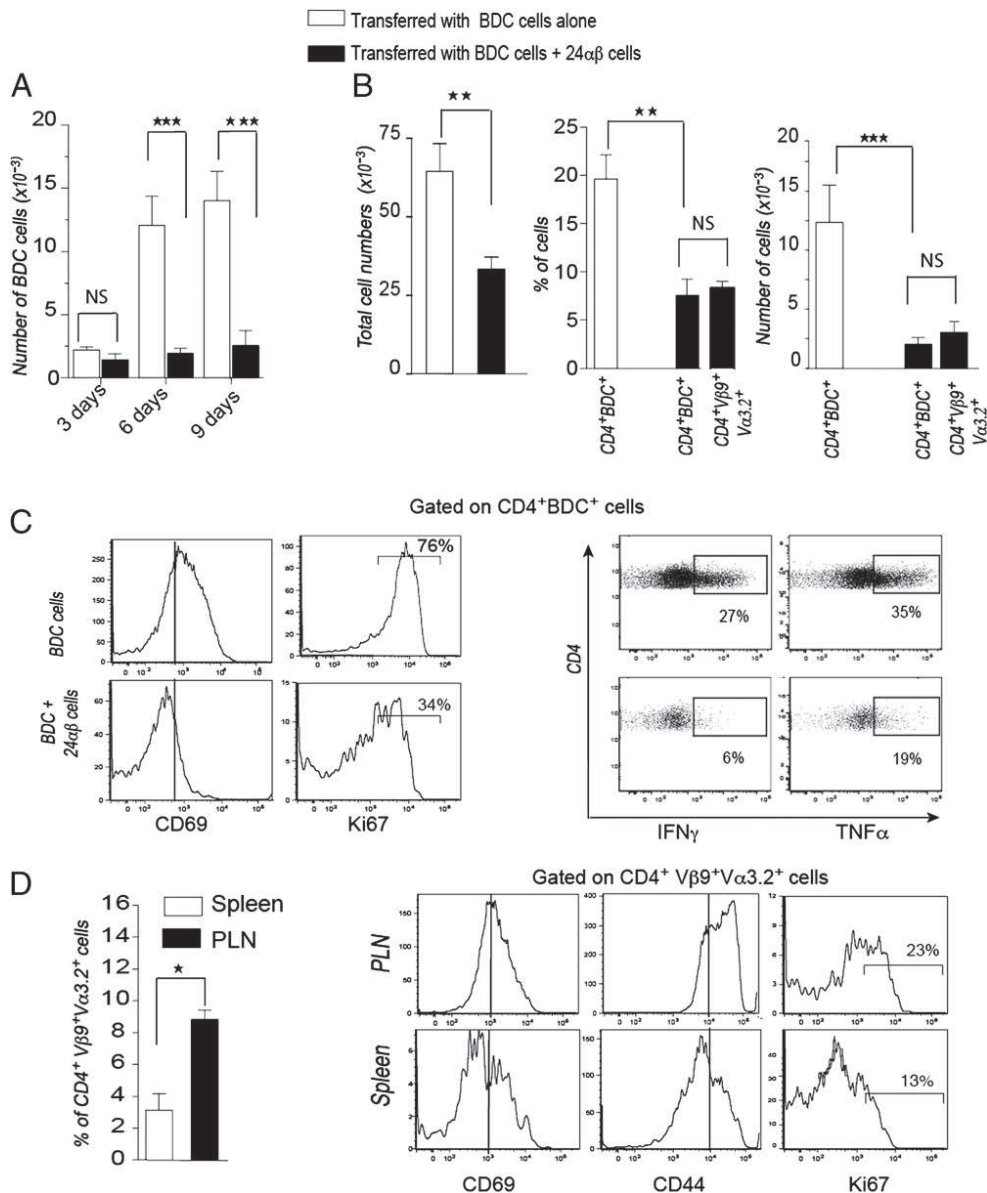 Transferred with BDC cells alone
Transferred with BDC cells + 24αβ cells
A
Number of BDC cells (x10⁻³)
20
15
10
5
0
NS
★★★
★★★
3 days
6 days
9 days
B
Total cell numbers (x10⁻³)
75
50
25
0
★★
% of cells
25
20
15
10
5
0
★★
NS
CD4⁺BDC⁺
CD4⁺BDC⁺
CD4⁺Vβ9⁺
Vα3.2⁺
Number of cells (x10⁻³)
20
15
10
5
0
★★★
NS
CD4⁺BDC⁺
CD4⁺BDC⁺
CD4⁺Vβ9⁺
Vα3.2⁺
C
Gated on CD4⁺BDC⁺ cells
BDC cells
76%
27%
35%
BDC +
24αβ cells
34%
6%
19%
CD4
CD69
Ki67
IFNγ
TNFα
D
% of CD4⁺ Vβ9⁺Vα3.2⁺ cells
16
14
12
10
8
6
4
2
0
Spleen
PLN
★
Gated on CD4⁺ Vβ9⁺Vα3.2⁺ cells
PLN
23%
Spleen
13%
CD69
CD44
Ki67